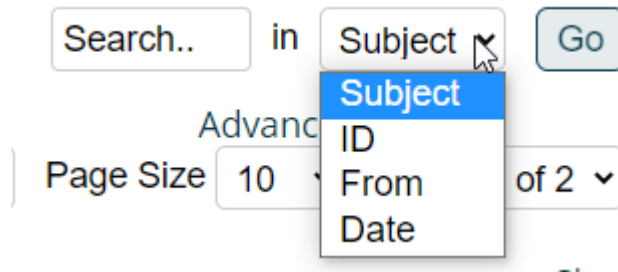 Search.. in Subject Go
Subject
Advanc
ID
Page Size 10 of 2
From
Date